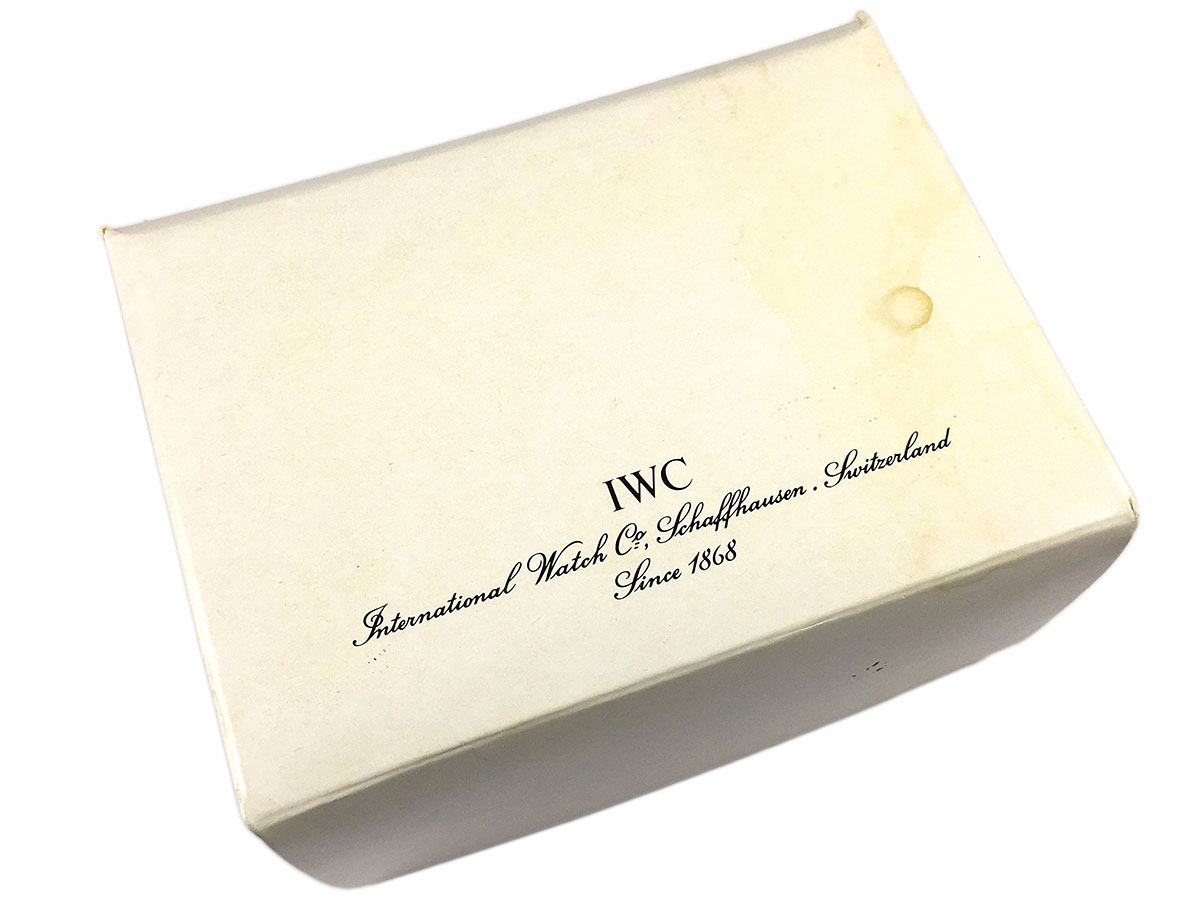 IWC
International Watch Co., Schaffhausen . Switzerland
Since 1868